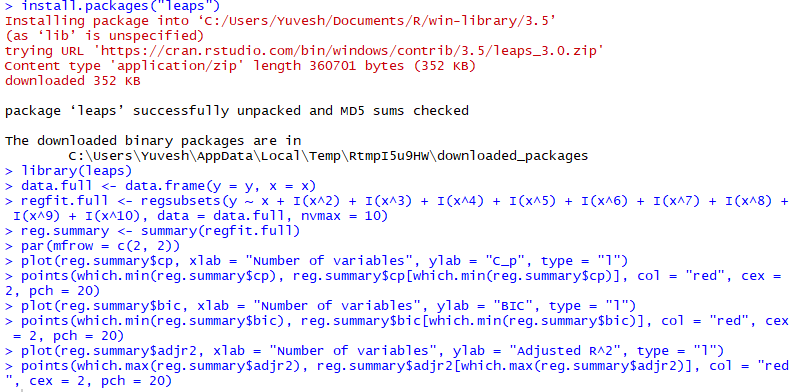 > install.packages("leaps")
Installing package into ‘C:/Users/Yuvesh/Documents/R/win-library/3.5’
(as ‘lib’ is unspecified)
trying URL 'https://cran.rstudio.com/bin/windows/contrib/3.5/leaps_3.0.zip'
Content type 'application/zip' length 360701 bytes (352 KB)
downloaded 352 KB

package ‘leaps’ successfully unpacked and MD5 sums checked

The downloaded binary packages are in
        C:\Users\Yuvesh\AppData\Local\Temp\RtmpI5u9HW\downloaded_packages
> library(leaps)
> data.full <- data.frame(y = y, x = x)
> regfit.full <- regsubsets(y ~ x + I(x^2) + I(x^3) + I(x^4) + I(x^5) + I(x^6) + I(x^7) + I(x^8) +
 I(x^9) + I(x^10), data = data.full, nvmax = 10)
> reg.summary <- summary(regfit.full)
> par(mfrow = c(2, 2))
> plot(reg.summary$cp, xlab = "Number of variables", ylab = "C_p", type = "l")
> points(which.min(reg.summary$cp), reg.summary$cp[which.min(reg.summary$cp)], col = "red", cex =
2, pch = 20)
> plot(reg.summary$bic, xlab = "Number of variables", ylab = "BIC", type = "l")
> points(which.min(reg.summary$bic), reg.summary$bic[which.min(reg.summary$bic)], col = "red", cex
 = 2, pch = 20)
> plot(reg.summary$adjr2, xlab = "Number of variables", ylab = "Adjusted R^2", type = "l")
> points(which.max(reg.summary$adjr2), reg.summary$adjr2[which.max(reg.summary$adjr2)], col = "red
", cex = 2, pch = 20)